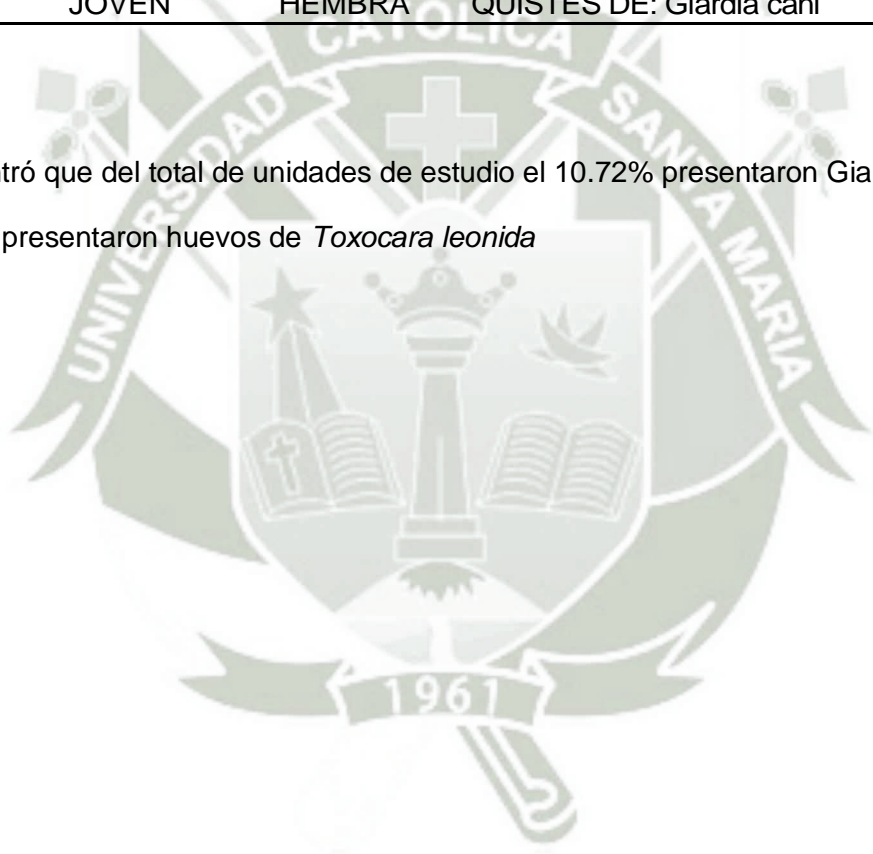 JOVEN HEMBRA QUISTES DE: Giardia cani
ntró que del total de unidades de estudio el 10.72% presentaron Gia
presentaron huevos de Toxocara leonida
UNIVERSIDAD CATOLICA SANTA MARIA
1961